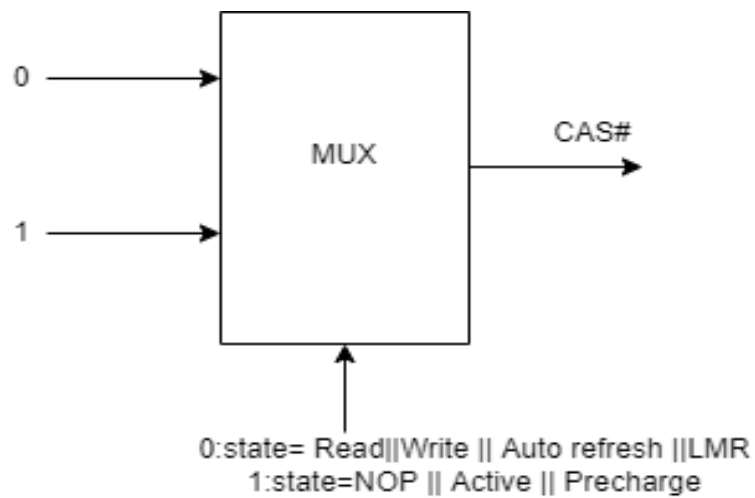 0
MUX
CAS#
1
0:state= Read||Write || Auto refresh ||LMR
1:state=NOP || Active || Precharge